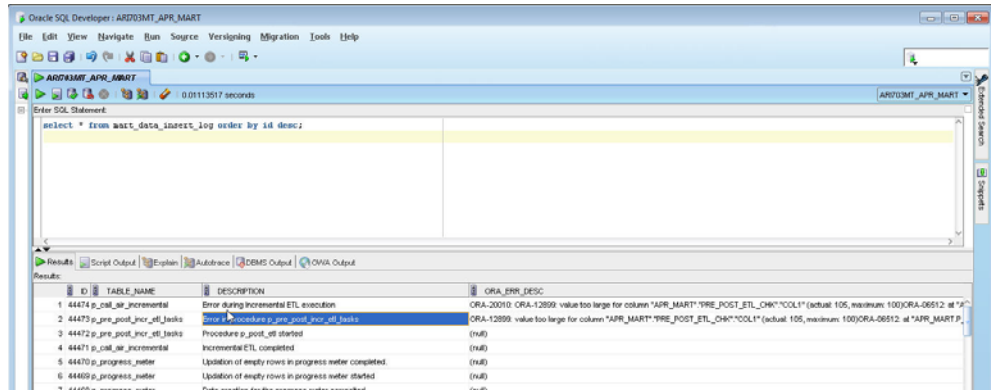 Oracle SQL Developer : ARI703MT_APR_MART
File Edit View Navigate Run Source Versigning Migration Tools Help
ARI703MT_APR_MART
0.01113517 seconds
ARI703MT_APR_MART
Enter SQL Statement:
select * from mart_data_insert_log order by id desc;
Extended Search
Snippets
Results Script Output Explain Autotrace DBMS Output OWA Output
Results:
ID TABLE_NAME DESCRIPTION ORA_ERR_DESC
1 44474 p_call_air_incremental Error during Incremental ETL execution ORA-20010: ORA-12899: value too large for column "APR_MART"."PRE_POST_ETL_CHK"."COL1" (actual: 105, maximum: 100)ORA-06512: at "A
2 44473 p_pre_post_incr_etl_tasks Error in procedure p_pre_post_incr_etl_tasks ORA-12899: value too large for column "APR_MART"."PRE_POST_ETL_CHK"."COL1" (actual: 105, maximum: 100)ORA-06512: at "APR_MART.P_
3 44472 p_pre_post_incr_etl_tasks Procedure p_post_etl started (null)
4 44471 p_call_air_incremental Incremental ETL completed (null)
5 44470 p_progress_meter Updation of empty rows in progress meter completed. (null)
6 44469 p_progress_meter Updation of empty rows in progress meter started (null)